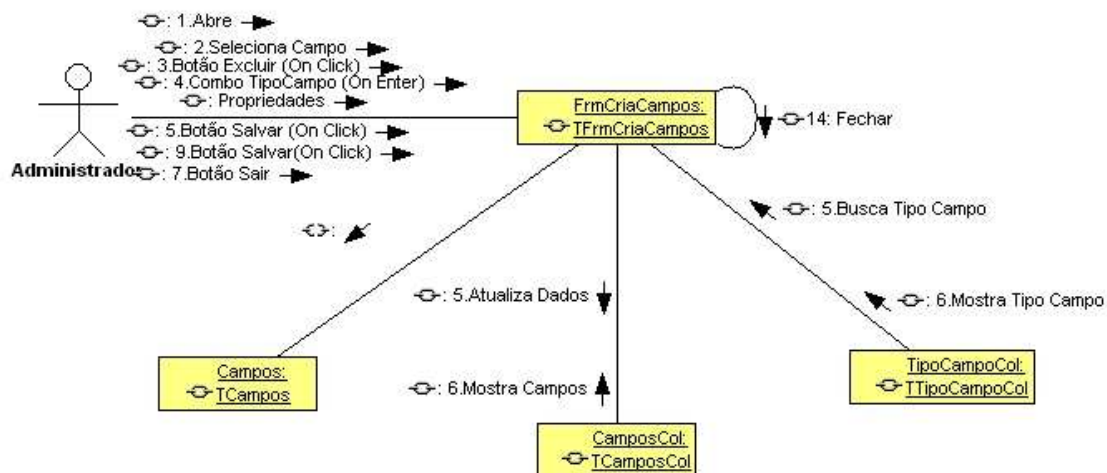 : 1.Abre
: 2.Seleciona Campo
: 3.Botão Excluir (On Click)
: 4.Combo TipoCampo (On Enter)
: Propriedades
: 5.Botão Salvar (On Click)
: 9.Botão Salvar(On Click)
: 7.Botão Sair
Administrador
FrmCriaCampos:
TFrmCriaCampos
14: Fechar
: 5.Busca Tipo Campo
:
: 5.Atualiza Dados
: 6.Mostra Tipo Campo
Campos:
TCampos
: 6.Mostra Campos
TipoCampoCol:
TTipoCampoCol
CamposCol:
TCamposCol